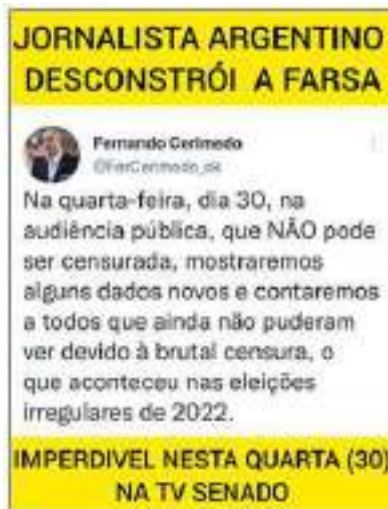 JORNALISTA ARGENTINO
DESCONSTRÓI A FARSA
Fernando Cerimedo
@FerCerimedo_ok
Na quarta-feira, dia 30, na
audiência pública, que NÃO pode
ser censurada, mostraremos
alguns dados novos e contaremos
a todos que ainda não puderam
ver devido à brutal censura, o
que aconteceu nas eleições
irregulares de 2022.
IMPERDIVEL NESTA QUARTA (30)
NA TV SENADO